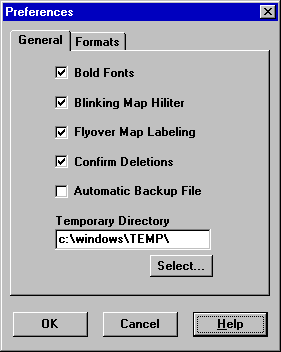 Preferences
General Formats
Bold Fonts
Blinking Map Hiliter
Flyover Map Labeling
Confirm Deletions
Automatic Backup File
Temporary Directory
c:\windows\TEMP\
Select...
OK Cancel Help